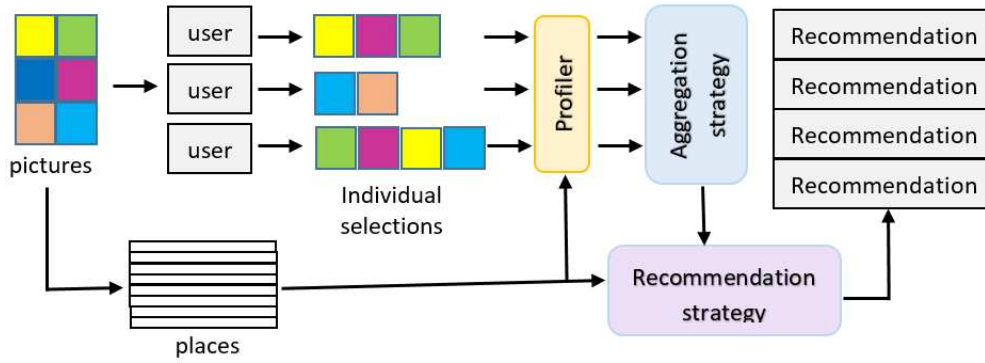 user
user
user
pictures
Individual
selections
Profiler
Aggregation
strategy
Recommendation
Recommendation
Recommendation
Recommendation
places
Recommendation
strategy